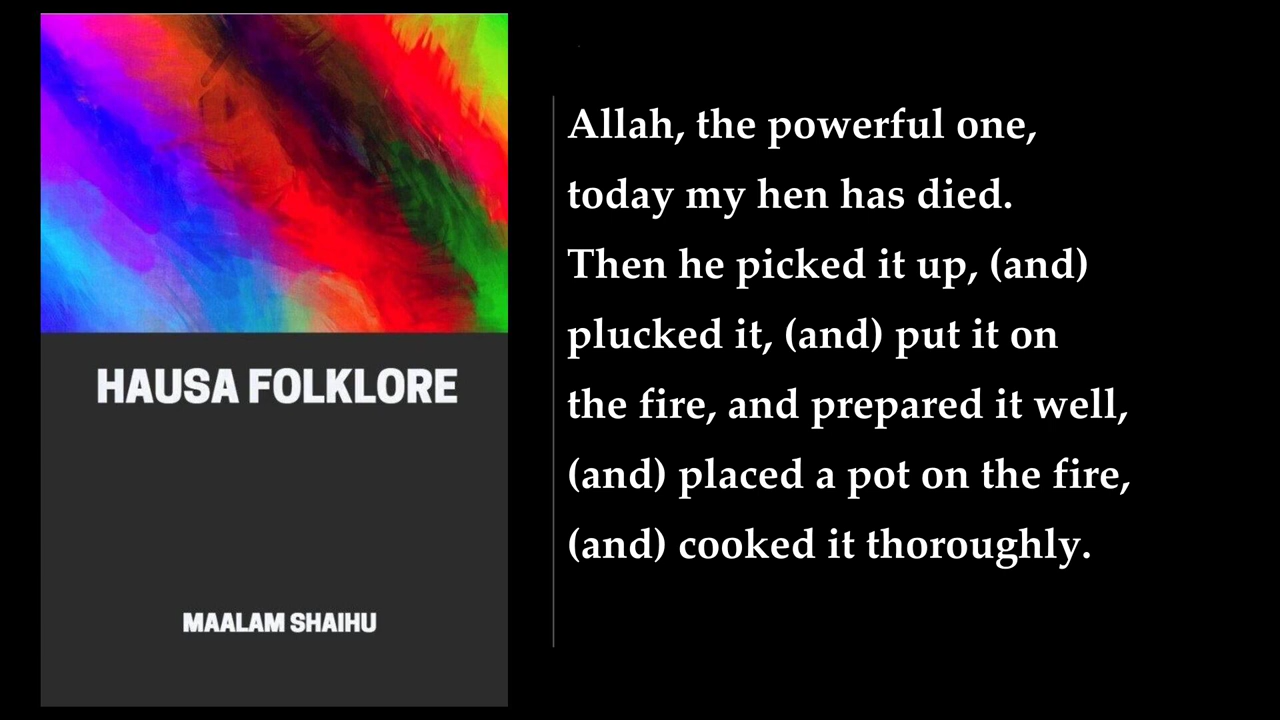 HAUSA FOLKLORE
MAALAM SHAIHU
Allah, the powerful one,
today my hen has died.
Then he picked it up, (and)
plucked it, (and) put it on
the fire, and prepared it well,
(and) placed a pot on the fire,
(and) cooked it thoroughly.